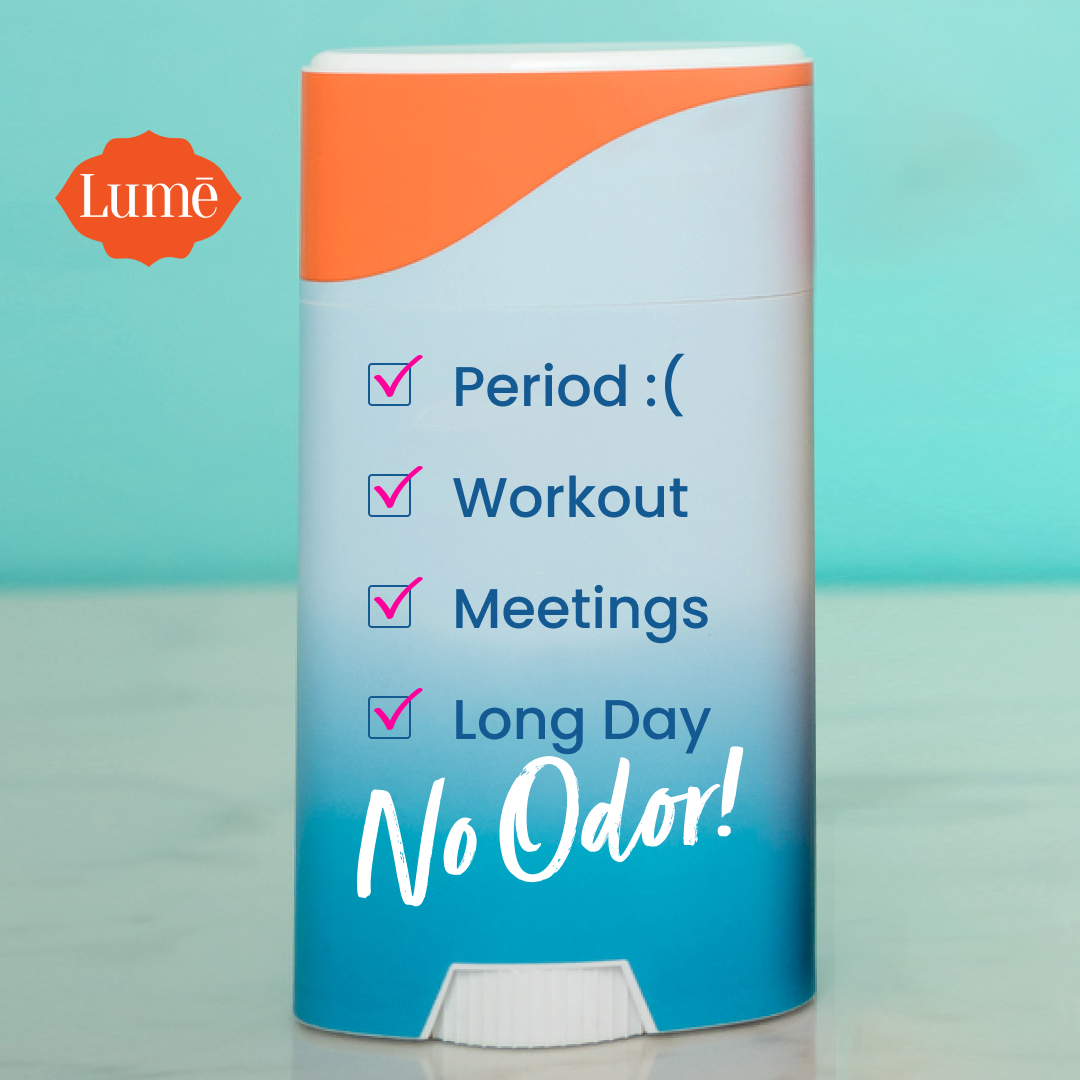 Lumē
Period :(
Workout
Meetings
Long Day
No Odor!